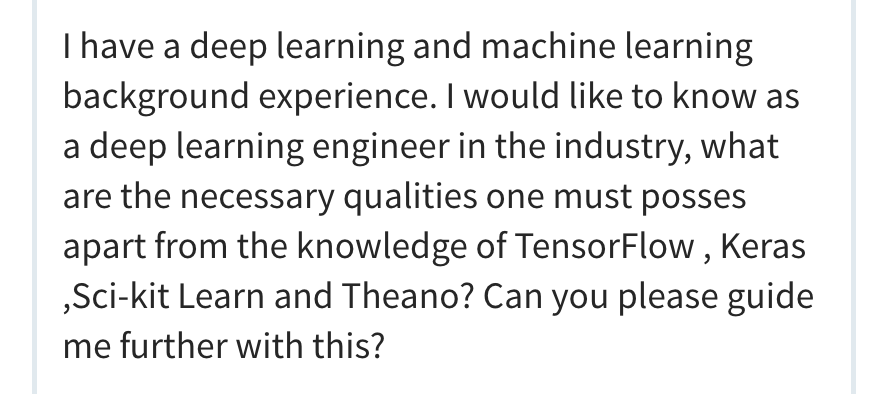 I have a deep learning and machine learning
background experience. I would like to know as
a deep learning engineer in the industry, what
are the necessary qualities one must posses
apart from the knowledge of TensorFlow , Keras
,Sci-kit Learn and Theano? Can you please guide
me further with this?